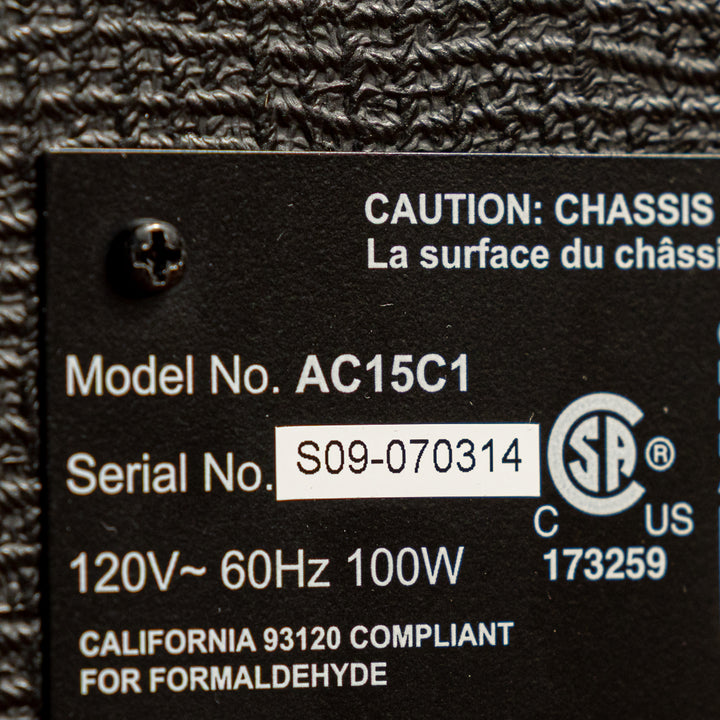 CAUTION: CHASSIS
La surface du châssi
Model No. AC15C1
Serial No. S09-070314
SA ®
C US
120V~ 60Hz 100W
173259
CALIFORNIA 93120 COMPLIANT
FOR FORMALDEHYDE